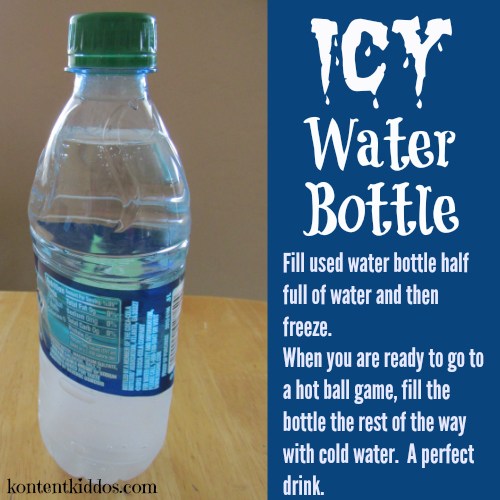 ICY
Water
Bottle
Fill used water bottle half
full of water and then
freeze.
When you are ready to go to
a hot ball game, fill the
bottle the rest of the way
with cold water.  A perfect
drink.
kontentkiddos.com